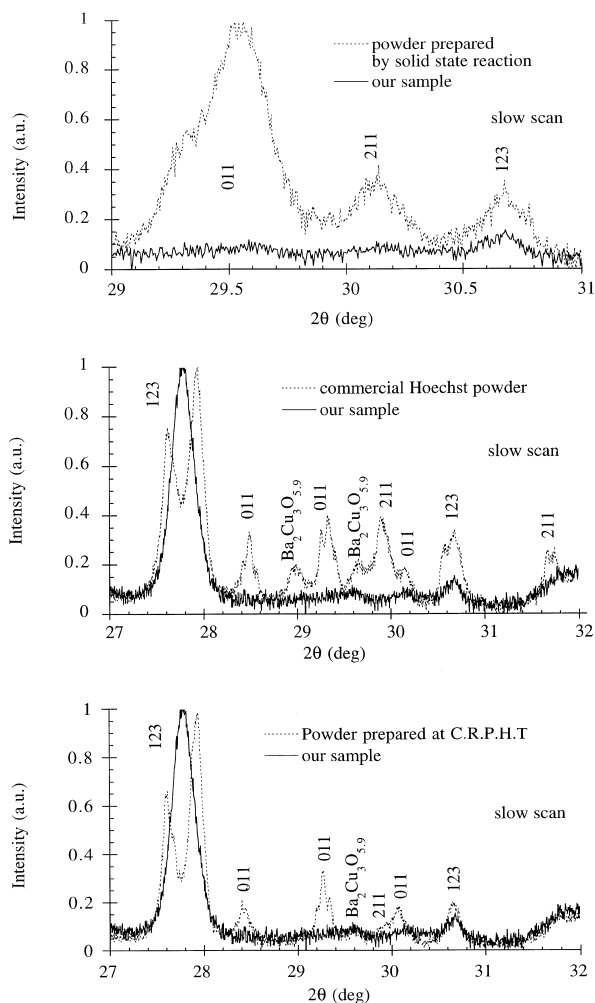 powder prepared
by solid state reaction
our sample
slow scan
Intensity (a.u.)
1
0.8
0.6
0.4
0.2
0
011
211
123
29
29.5
30
30.5
31
2θ (deg)
commercial Hoechst powder
our sample
slow scan
Intensity (a.u.)
1
0.8
0.6
0.4
0.2
0
123
011
Ba2Cu3O5.9
011
Ba2Cu3O5.9
211
011
123
211
27
28
29
30
31
32
2θ (deg)
Powder prepared at C.R.P.H.T
our sample
slow scan
Intensity (a.u.)
1
0.8
0.6
0.4
0.2
0
123
011
011
Ba2Cu3O5.9
211
011
123
27
28
29
30
31
32
2θ (deg)